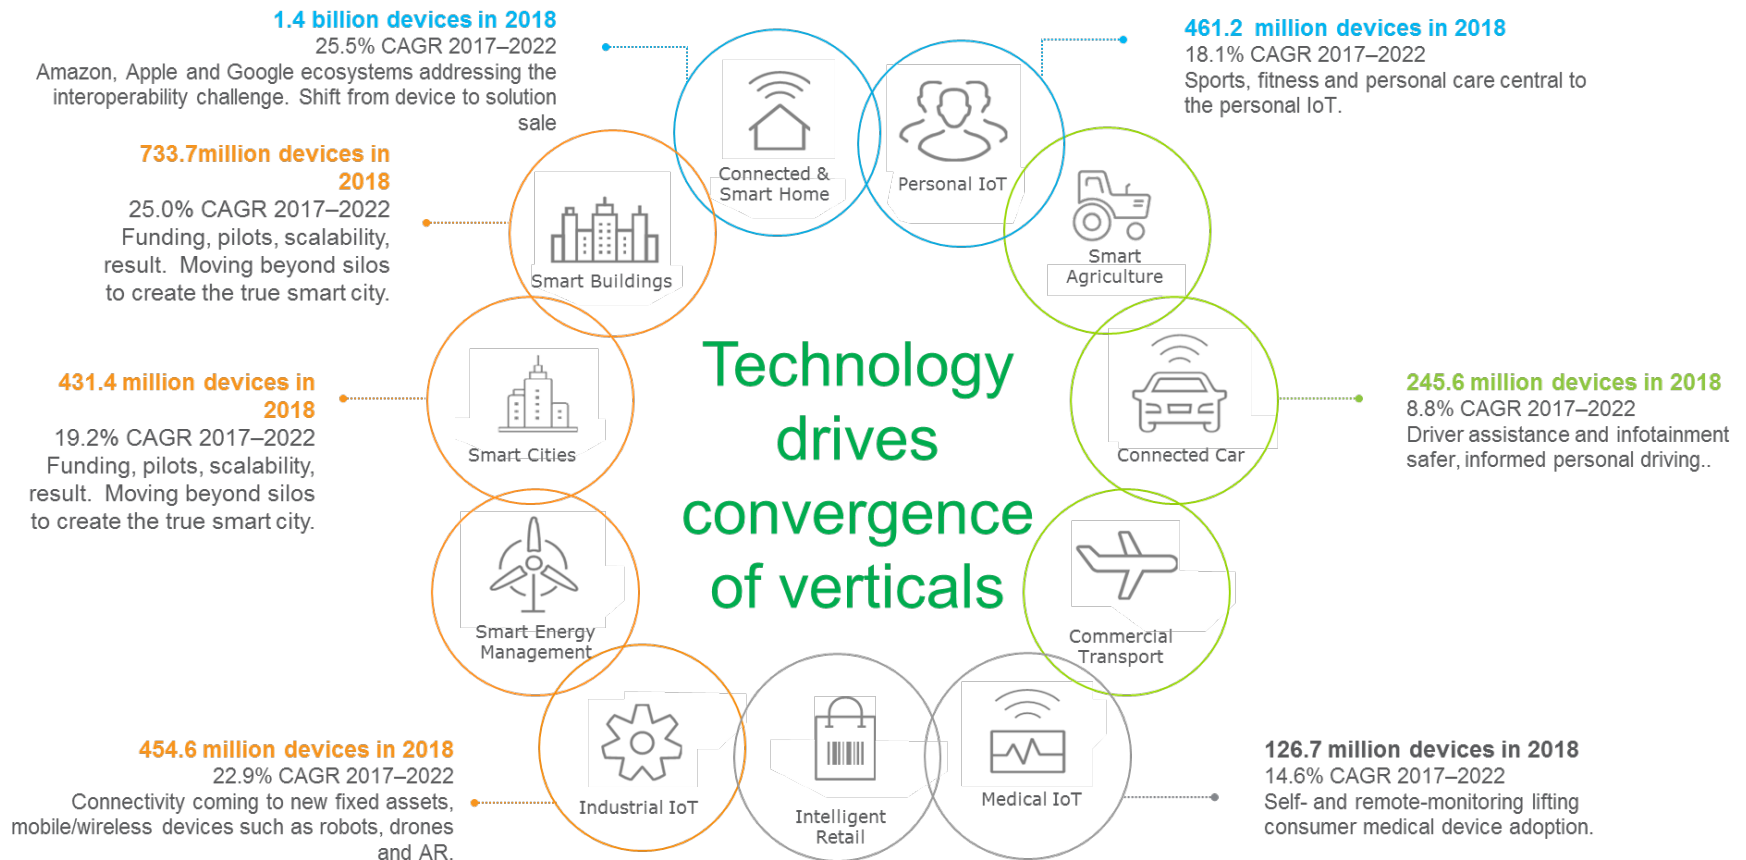 1.4 billion devices in 2018
25.5% CAGR 2017–2022
Amazon, Apple and Google ecosystems addressing the
interoperability challenge.  Shift from device to solution
sale
461.2  million devices in 2018
18.1% CAGR 2017–2022
Sports, fitness and personal care central to
the personal IoT.
Connected &
Smart Home
Personal IoT
733.7million devices in
2018
25.0% CAGR 2017–2022
Funding, pilots, scalability,
result.  Moving beyond silos
to create the true smart city.
Smart Buildings
Smart
Agriculture
431.4 million devices in
2018
19.2% CAGR 2017–2022
Funding, pilots, scalability,
result.  Moving beyond silos
to create the true smart city.
Smart Cities
Technology
drives
convergence
of verticals
Connected Car
245.6 million devices in 2018
8.8% CAGR 2017–2022
Driver assistance and infotainment
safer, informed personal driving..
Smart Energy
Management
Commercial
Transport
454.6 million devices in 2018
22.9% CAGR 2017–2022
Connectivity coming to new fixed assets,
mobile/wireless devices such as robots, drones
and AR.
Industrial IoT
Intelligent
Retail
Medical IoT
126.7 million devices in 2018
14.6% CAGR 2017–2022
Self- and remote-monitoring lifting
consumer medical device adoption.